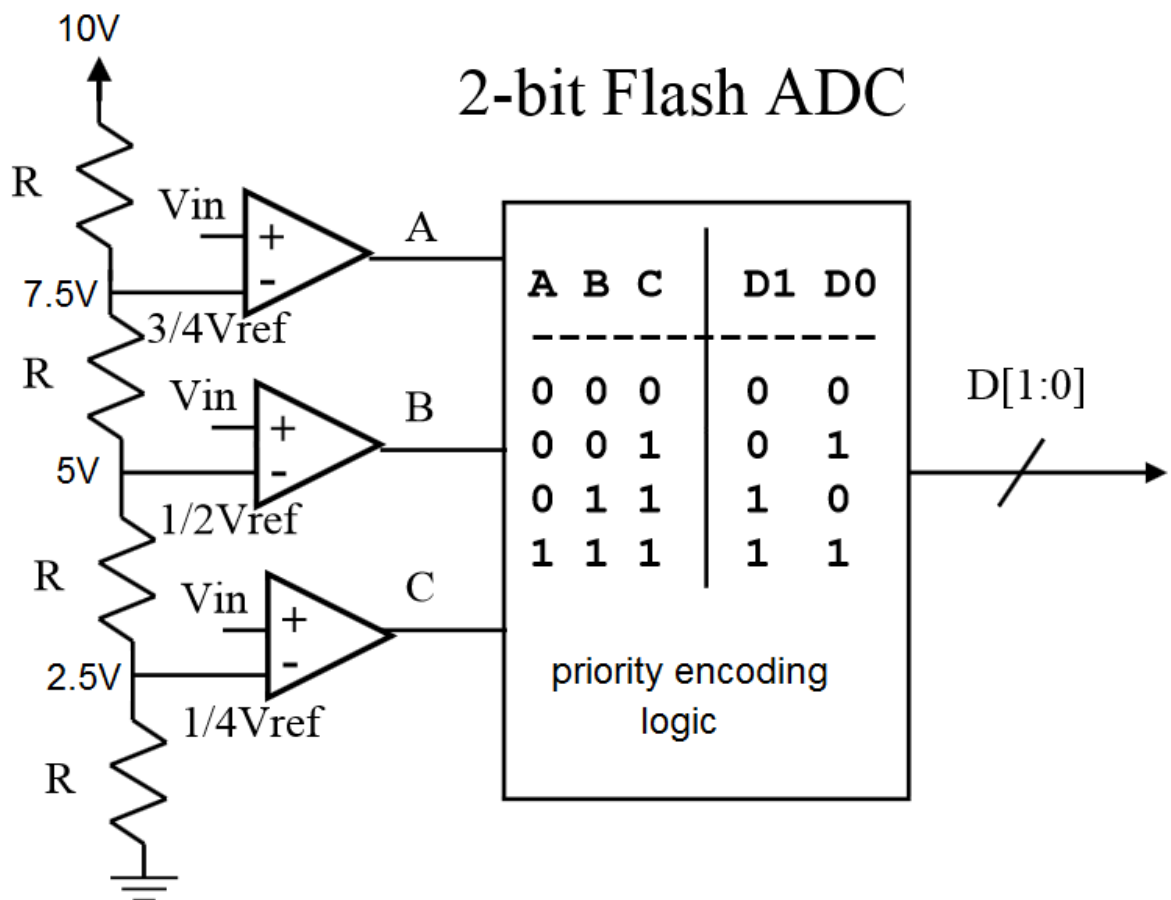 10V
2-bit Flash ADC
R
Vin
+
-
A
7.5V
3/4Vref
R
Vin
+
-
B
5V
1/2Vref
R
Vin
+
-
C
2.5V
1/4Vref
R
A B C D1 D0
0 0 0 0 0
0 0 1 0 1
0 1 1 1 0
1 1 1 1 1
priority encoding
logic
D[1:0]